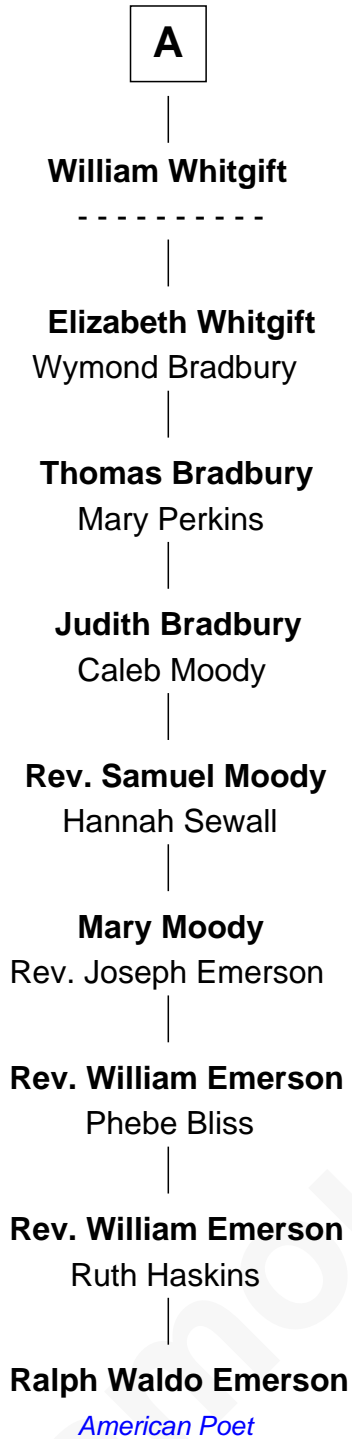 A
William Whitgift
- - - - - - - - - -
Elizabeth Whitgift
Wymond Bradbury
Thomas Bradbury
Mary Perkins
Judith Bradbury
Caleb Moody
Rev. Samuel Moody
Hannah Sewall
Mary Moody
Rev. Joseph Emerson
Rev. William Emerson
Phebe Bliss
Rev. William Emerson
Ruth Haskins
Ralph Waldo Emerson
American Poet